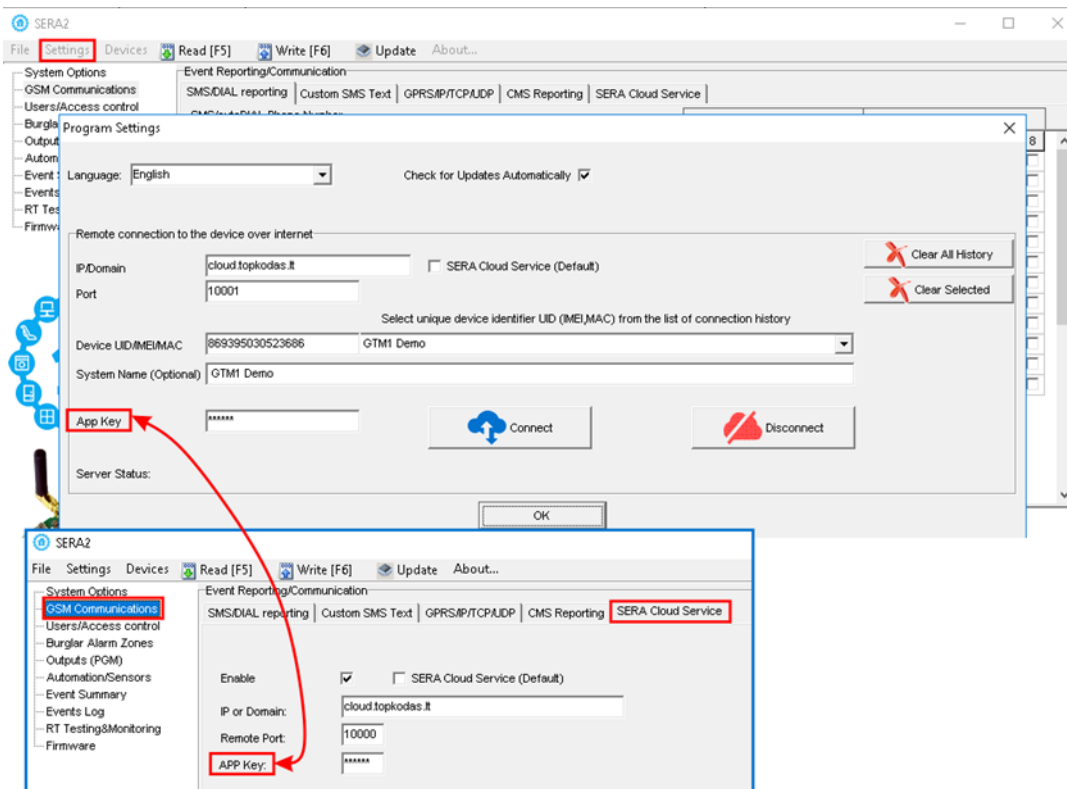 SERA2
File Settings Devices Read [F5] Write [F6] Update About...
System Options
GSM Communications
Users/Access control
Event Reporting/Communication
SMS/DIAL reporting Custom SMS Text GPRS/IP/TCP/UDP CMS Reporting SERA Cloud Service
8
Program Settings
Language: English Check for Updates Automatically
Remote connection to the device over internet
IP/Domain cloud.topkodas.lt SERA Cloud Service (Default)
Clear All History
Port 10001
Clear Selected
Select unique device identifier UID (IMEI,MAC) from the list of connection history
Device UID/IMEI/MAC 869395030523686 GTM1 Demo
System Name (Optional) GTM1 Demo
App Key ******
Connect
Disconnect
Server Status:
OK
SERA2
File Settings Devices Read [F5] Write [F6] Update About...
System Options
GSM Communications
Users/Access control
Burglar Alarm Zones
Outputs (PGM)
Automation/Sensors
Event Summary
Events Log
RT Testing&Monitoring
Firmware
Event Reporting/Communication
SMS/DIAL reporting Custom SMS Text GPRS/IP/TCP/UDP CMS Reporting SERA Cloud Service
Enable SERA Cloud Service (Default)
IP or Domain: cloud.topkodas.lt
Remote Port: 10000
APP Key: ******